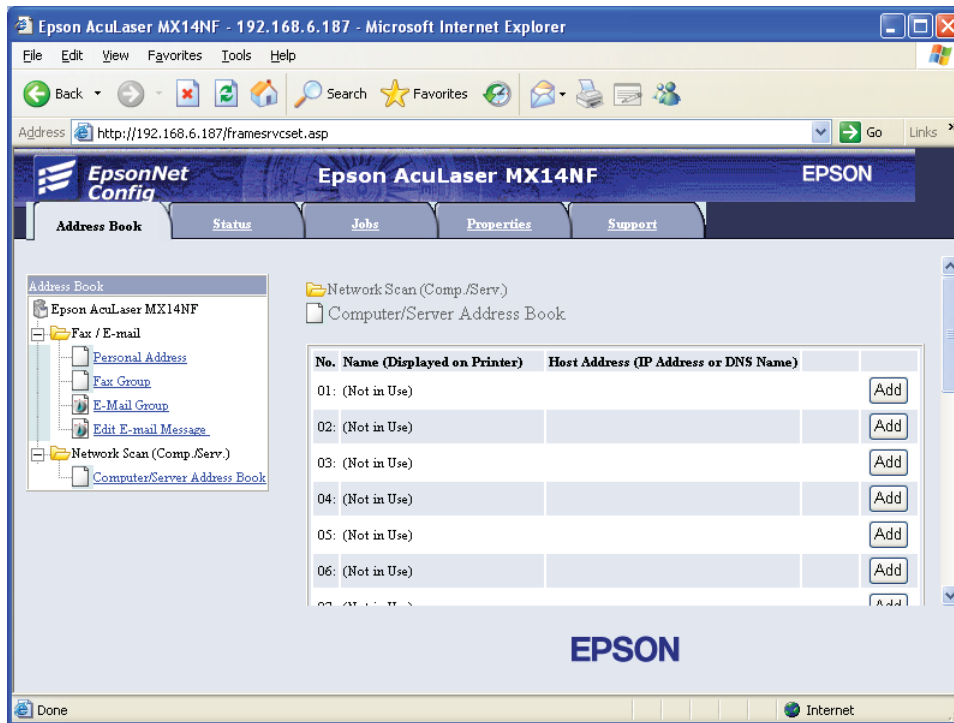 Epson AcuLaser MX14NF - 192.168.6.187 - Microsoft Internet Explorer
File Edit View Favorites Tools Help
Back Search Favorites
Address http://192.168.6.187/framesrvcset.asp Go Links »
EpsonNet Config Epson AcuLaser MX14NF EPSON
Address Book Status Jobs Properties Support
Address Book
Epson AcuLaser MX14NF
Fax / E-mail
Personal Address
Fax Group
E-Mail Group
Edit E-mail Message
Network Scan (Comp./Serv.)
Computer/Server Address Book
Network Scan (Comp./Serv.)
Computer/Server Address Book
No. Name (Displayed on Printer) Host Address (IP Address or DNS Name)
01: (Not in Use) Add
02: (Not in Use) Add
03: (Not in Use) Add
04: (Not in Use) Add
05: (Not in Use) Add
06: (Not in Use) Add
EPSON
Done Internet